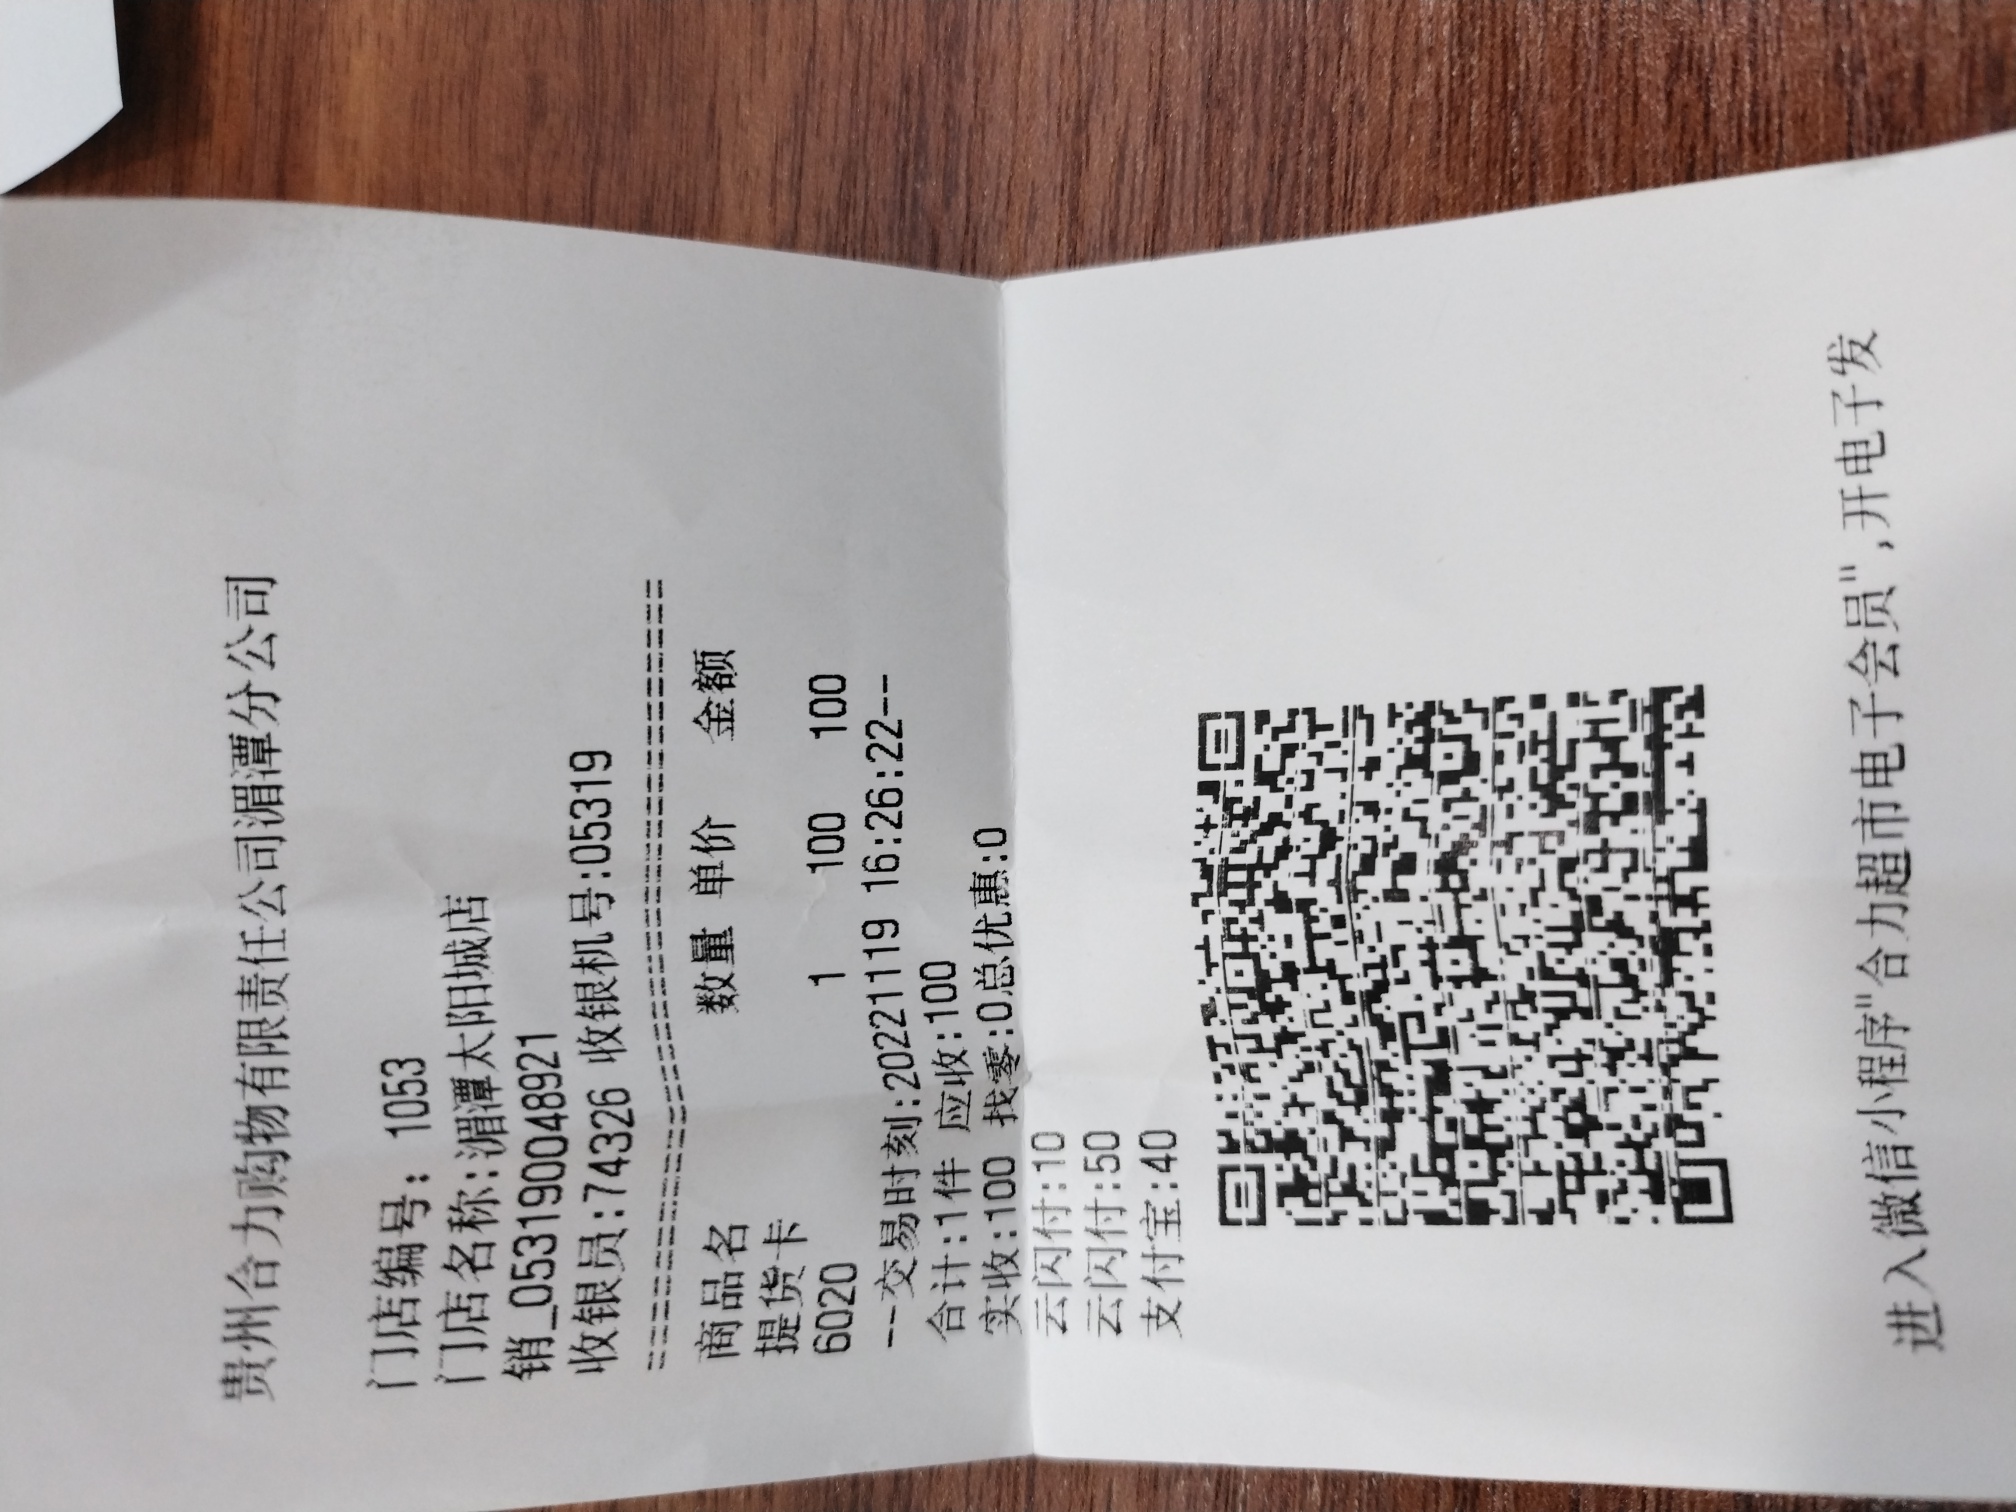 贵州合力购物有限责任公司湄潭分公司
门店编号: 1053
门店名称:湄潭太阳城店
销_053190048921
收银员:74326 收银机号:05319
商品名 数量 单价 金额
提货卡
6020 1 100 100
--交易时刻:20221119 16:26:22--
合计:1件 应收:100
实收:100 找零:0总优惠:0
云闪付:10
云闪付:50
支付宝:40
进入微信小程序"合力超市电子会员",开电子发